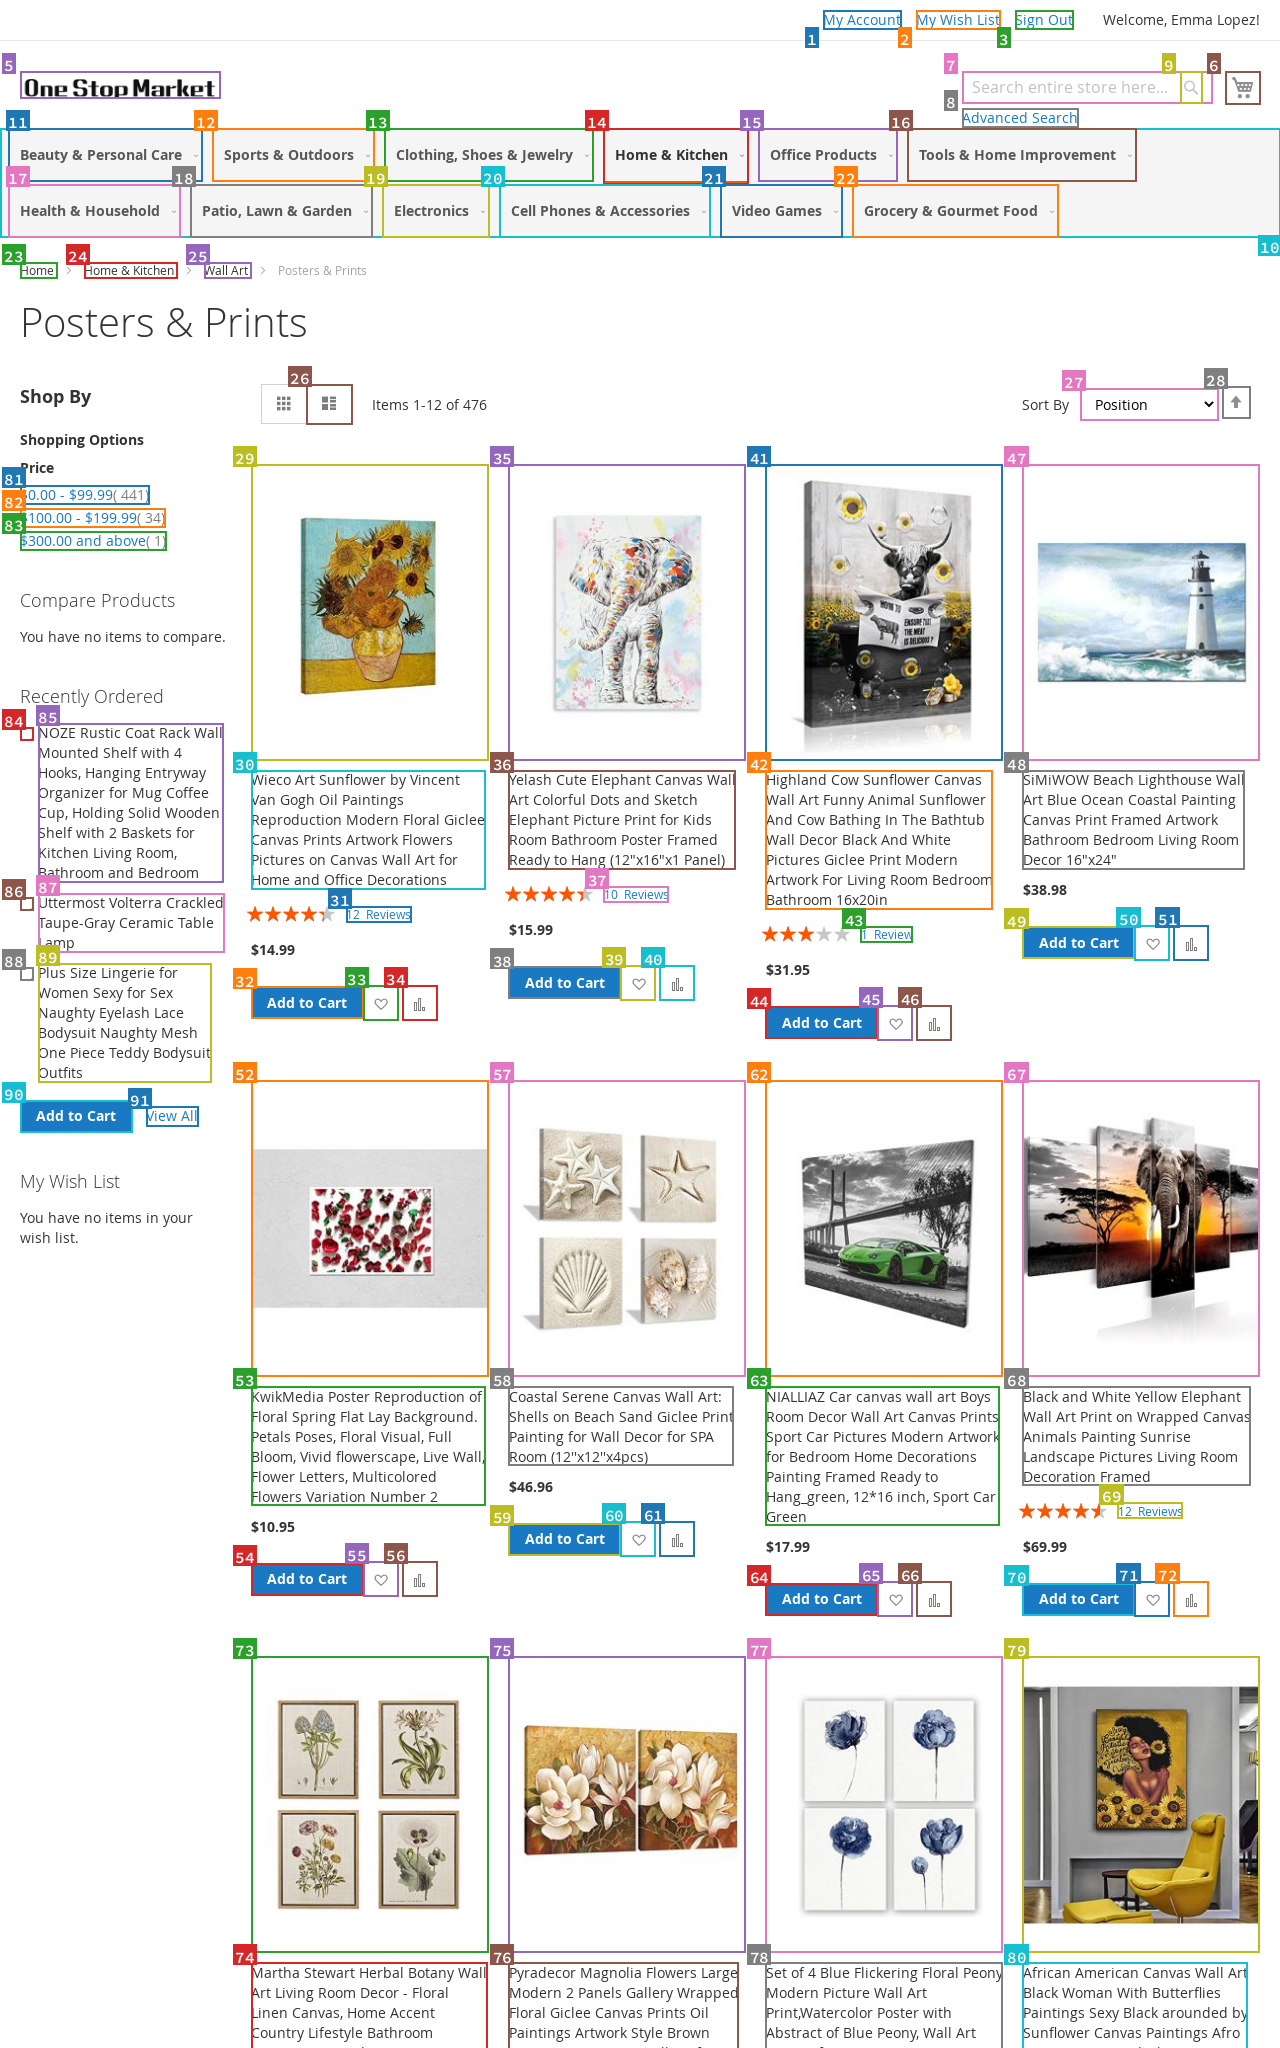 My Account
My Wish List
Sign Out
Welcome, Emma Lopez!
1
2
3
5
7
9
6
One Stop Market
Search entire store here...
8
Advanced Search
11
12
13
14
15
16
Beauty & Personal Care
Sports & Outdoors
Clothing, Shoes & Jewelry
Home & Kitchen
Office Products
Tools & Home Improvement
17
18
19
20
21
22
Health & Household
Patio, Lawn & Garden
Electronics
Cell Phones & Accessories
Video Games
Grocery & Gourmet Food
10
23
24
25
Home
Home & Kitchen
Wall Art
Posters & Prints
Posters & Prints
26
27
28
Shop By
Items 1-12 of 476
Sort By
Position
Shopping Options
Price
81
$0.00 - $99.99( 441)
82
$100.00 - $199.99( 34)
83
$300.00 and above( 1)
Compare Products
You have no items to compare.
Recently Ordered
84
85
NOZE Rustic Coat Rack Wall
Mounted Shelf with 4
Hooks, Hanging Entryway
Organizer for Mug Coffee
Cup, Holding Solid Wooden
Shelf with 2 Baskets for
Kitchen Living Room,
Bathroom and Bedroom
86
87
Uttermost Volterra Crackled
Taupe-Gray Ceramic Table
Lamp
88
89
Plus Size Lingerie for
Women Sexy for Sex
Naughty Eyelash Lace
Bodysuit Naughty Mesh
One Piece Teddy Bodysuit
Outfits
90
91
Add to Cart
View All
My Wish List
You have no items in your
wish list.
29
30
Wieco Art Sunflower by Vincent
Van Gogh Oil Paintings
Reproduction Modern Floral Giclee
Canvas Prints Artwork Flowers
Pictures on Canvas Wall Art for
Home and Office Decorations
31
12 Reviews
$14.99
32
33
34
Add to Cart
35
36
Yelash Cute Elephant Canvas Wall
Art Colorful Dots and Sketch
Elephant Picture Print for Kids
Room Bathroom Poster Framed
Ready to Hang (12"x16"x1 Panel)
37
10 Reviews
$15.99
38
39
40
Add to Cart
41
HOW TO
ENSURE THAT
THE MEAT
IS DELICIOUS ?
42
Highland Cow Sunflower Canvas
Wall Art Funny Animal Sunflower
And Cow Bathing In The Bathtub
Wall Decor Black And White
Pictures Giclee Print Modern
Artwork For Living Room Bedroom
Bathroom 16x20in
43
1 Review
$31.95
44
45
46
Add to Cart
47
48
SiMiWOW Beach Lighthouse Wall
Art Blue Ocean Coastal Painting
Canvas Print Framed Artwork
Bathroom Bedroom Living Room
Decor 16"x24"
$38.98
49
50
51
Add to Cart
52
53
KwikMedia Poster Reproduction of
Floral Spring Flat Lay Background.
Petals Poses, Floral Visual, Full
Bloom, Vivid flowerscape, Live Wall,
Flower Letters, Multicolored
Flowers Variation Number 2
$10.95
54
55
56
Add to Cart
57
58
Coastal Serene Canvas Wall Art:
Shells on Beach Sand Giclee Print
Painting for Wall Decor for SPA
Room (12''x12''x4pcs)
$46.96
59
60
61
Add to Cart
62
63
NIALLIAZ Car canvas wall art Boys
Room Decor Wall Art Canvas Prints
Sport Car Pictures Modern Artwork
for Bedroom Home Decorations
Painting Framed Ready to
Hang_green, 12*16 inch, Sport Car
Green
$17.99
64
65
66
Add to Cart
67
68
Black and White Yellow Elephant
Wall Art Print on Wrapped Canvas
Animals Painting Sunrise
Landscape Pictures Living Room
Decoration Framed
69
12 Reviews
$69.99
70
71
72
Add to Cart
73
74
Martha Stewart Herbal Botany Wall
Art Living Room Decor - Floral
Linen Canvas, Home Accent
Country Lifestyle Bathroom
75
76
Pyradecor Magnolia Flowers Large
Modern 2 Panels Gallery Wrapped
Floral Giclee Canvas Prints Oil
Paintings Artwork Style Brown
77
78
Set of 4 Blue Flickering Floral Peony
Modern Picture Wall Art
Print,Watercolor Poster with
Abstract of Blue Peony, Wall Art
79
80
African American Canvas Wall Art
Black Woman With Butterflies
Paintings Sexy Black arounded by
Sunflower Canvas Paintings Afro